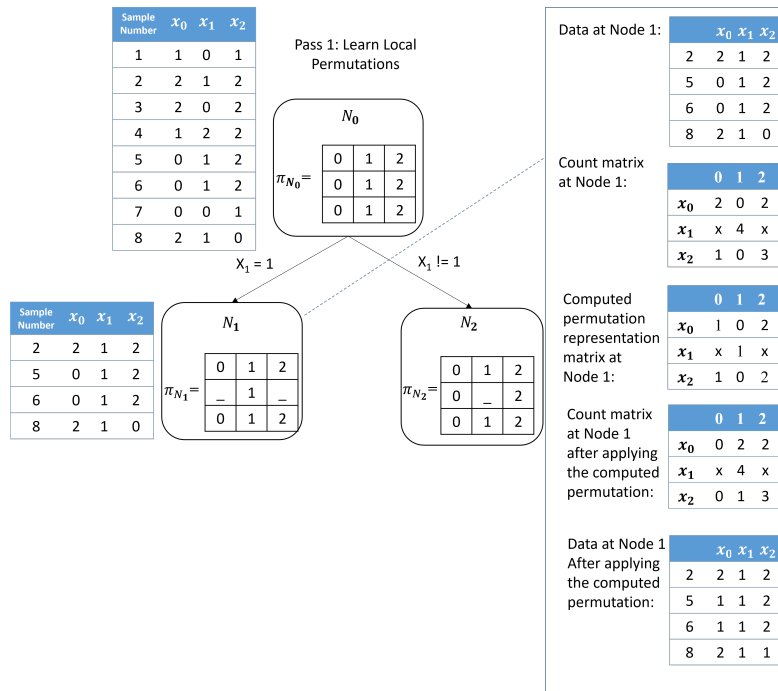 Sample Number x0 x1 x2
1 1 0 1
2 2 1 2
3 2 0 2
4 1 2 2
5 0 1 2
6 0 1 2
7 0 0 1
8 2 1 0
Pass 1: Learn Local
Permutations
N0
πN0=
0 1 2
0 1 2
0 1 2
X1 = 1
X1 != 1
Sample Number x0 x1 x2
2 2 1 2
5 0 1 2
6 0 1 2
8 2 1 0
N1
πN1=
0 1 2
_ 1 _
0 1 2
N2
πN2=
0 1 2
0 _ 2
0 1 2
Data at Node 1:
x0 x1 x2
2 2 1 2
5 0 1 2
6 0 1 2
8 2 1 0
Count matrix
at Node 1:
0 1 2
x0 2 0 2
x1 x 4 x
x2 1 0 3
Computed
permutation
representation
matrix at
Node 1:
0 1 2
x0 1 0 2
x1 x 1 x
x2 1 0 2
Count matrix
at Node 1
after applying
the computed
permutation:
0 1 2
x0 0 2 2
x1 x 4 x
x2 0 1 3
Data at Node 1
After applying
the computed
permutation:
x0 x1 x2
2 2 1 2
5 1 1 2
6 1 1 2
8 2 1 1